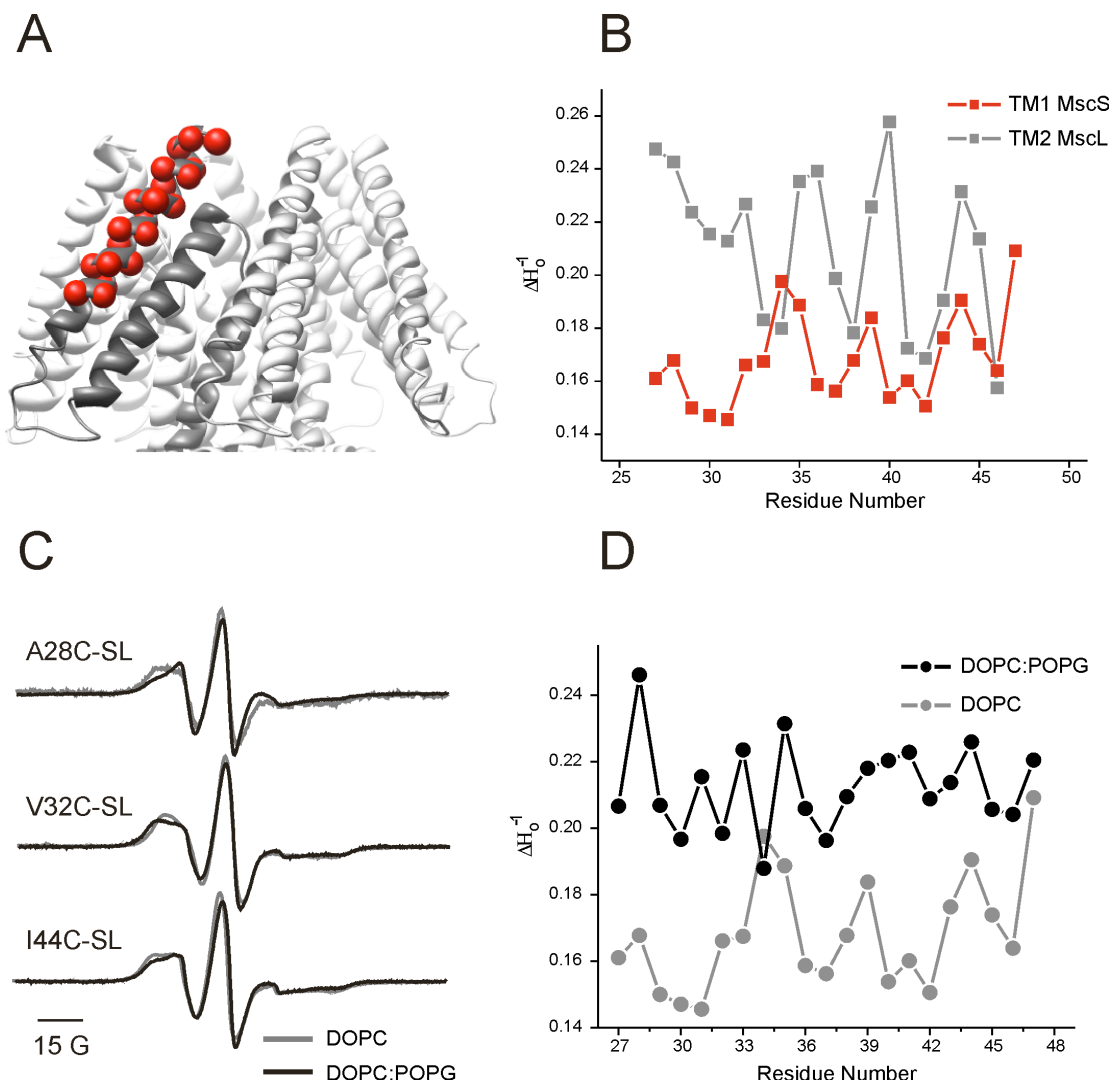 A
B
TM1 MscS
TM2 MscL
0.26
0.24
0.22
0.20
0.18
0.16
0.14
ΔHo-1
25 30 35 40 45 50
Residue Number
C
A28C-SL
V32C-SL
I44C-SL
15 G
DOPC
DOPC:POPG
D
DOPC:POPG
DOPC
0.24
0.22
0.20
0.18
0.16
0.14
ΔHo-1
27 30 33 36 39 42 45 48
Residue Number